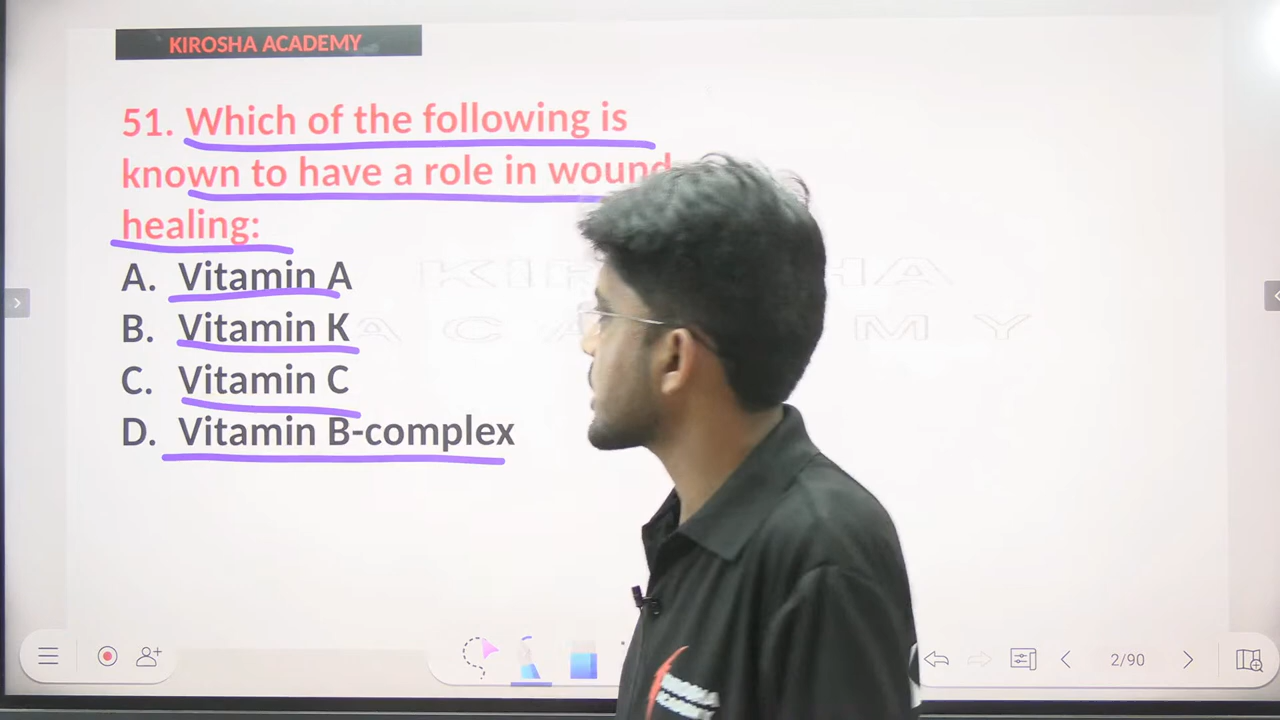 KIROSHA ACADEMY
51. Which of the following is
known to have a role in wound
healing:
A. Vitamin A
B. Vitamin K
C. Vitamin C
D. Vitamin B-complex
2/90